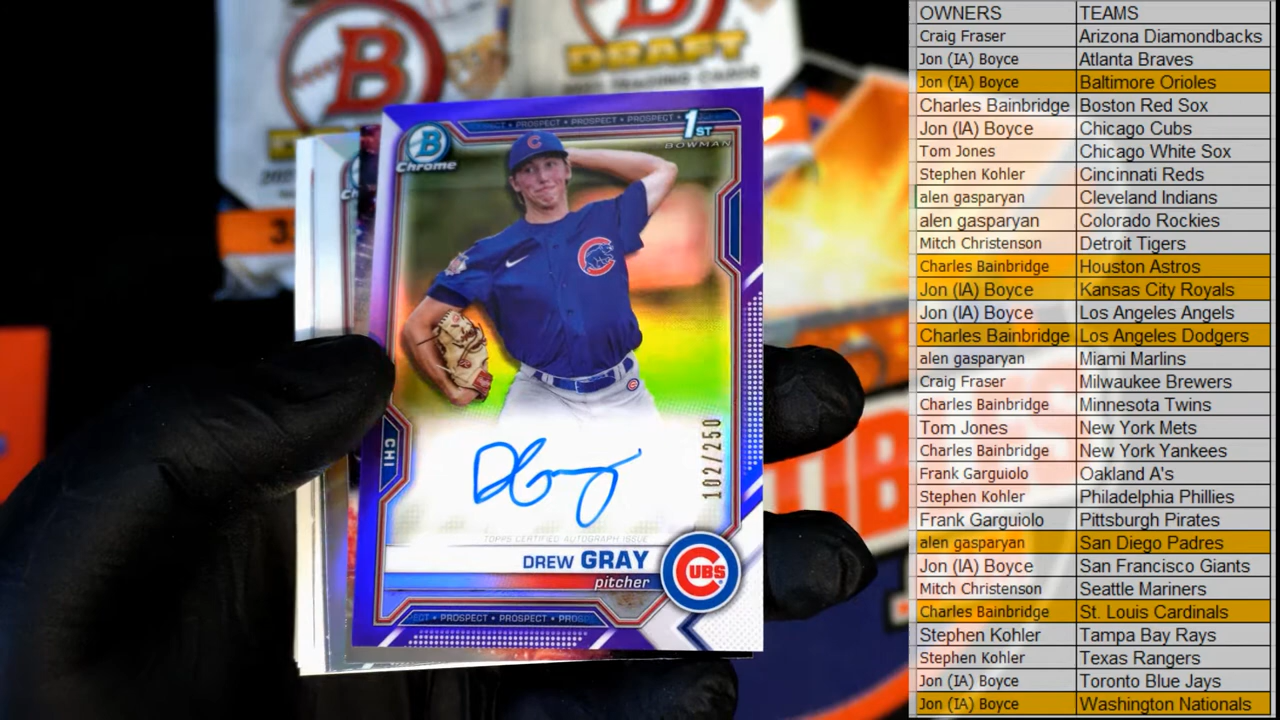 B
DRAFT
B
Chrome
PROSPECT • PROSPECT • PROSPECT • PROSPECT •
1ST
BOWMAN
C
CHI
102/250
TOPPS CERTIFIED AUTOGRAPH ISSUE
DREW GRAY
pitcher
CUBS
PROSPECT • PROSPECT • PROSPECT
OWNERS TEAMS
Craig Fraser Arizona Diamondbacks
Jon (IA) Boyce Atlanta Braves
Jon (IA) Boyce Baltimore Orioles
Charles Bainbridge Boston Red Sox
Jon (IA) Boyce Chicago Cubs
Tom Jones Chicago White Sox
Stephen Kohler Cincinnati Reds
alen gasparyan Cleveland Indians
alen gasparyan Colorado Rockies
Mitch Christenson Detroit Tigers
Charles Bainbridge Houston Astros
Jon (IA) Boyce Kansas City Royals
Jon (IA) Boyce Los Angeles Angels
Charles Bainbridge Los Angeles Dodgers
alen gasparyan Miami Marlins
Craig Fraser Milwaukee Brewers
Charles Bainbridge Minnesota Twins
Tom Jones New York Mets
Charles Bainbridge New York Yankees
Frank Garguiolo Oakland A's
Stephen Kohler Philadelphia Phillies
Frank Garguiolo Pittsburgh Pirates
alen gasparyan San Diego Padres
Jon (IA) Boyce San Francisco Giants
Mitch Christenson Seattle Mariners
Charles Bainbridge St. Louis Cardinals
Stephen Kohler Tampa Bay Rays
Stephen Kohler Texas Rangers
Jon (IA) Boyce Toronto Blue Jays
Jon (IA) Boyce Washington Nationals